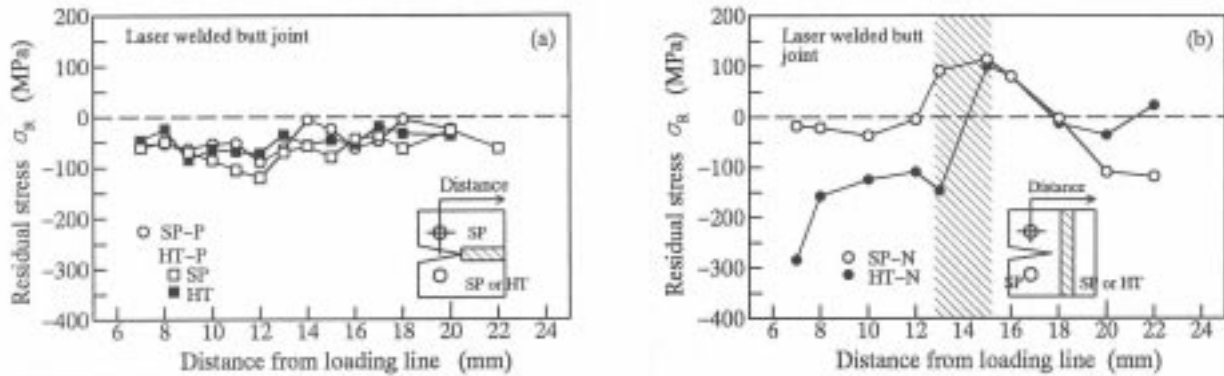 200
100
0
-100
-200
-300
-400
Residual stress σR (MPa)
Laser welded butt joint
(a)
Distance
SP
SP or HT
SP-P
HT-P
SP
HT
6 8 10 12 14 16 18 20 22 24
Distance from loading line (mm)
200
100
0
-100
-200
-300
-400
Residual stress σR (MPa)
Laser welded butt
joint
(b)
Distance
SP
SP or HT
SP-N
HT-N
6 8 10 12 14 16 18 20 22 24
Distance from loading line (mm)